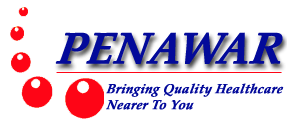 PENAWAR
Bringing Quality Healthcare
Nearer To You